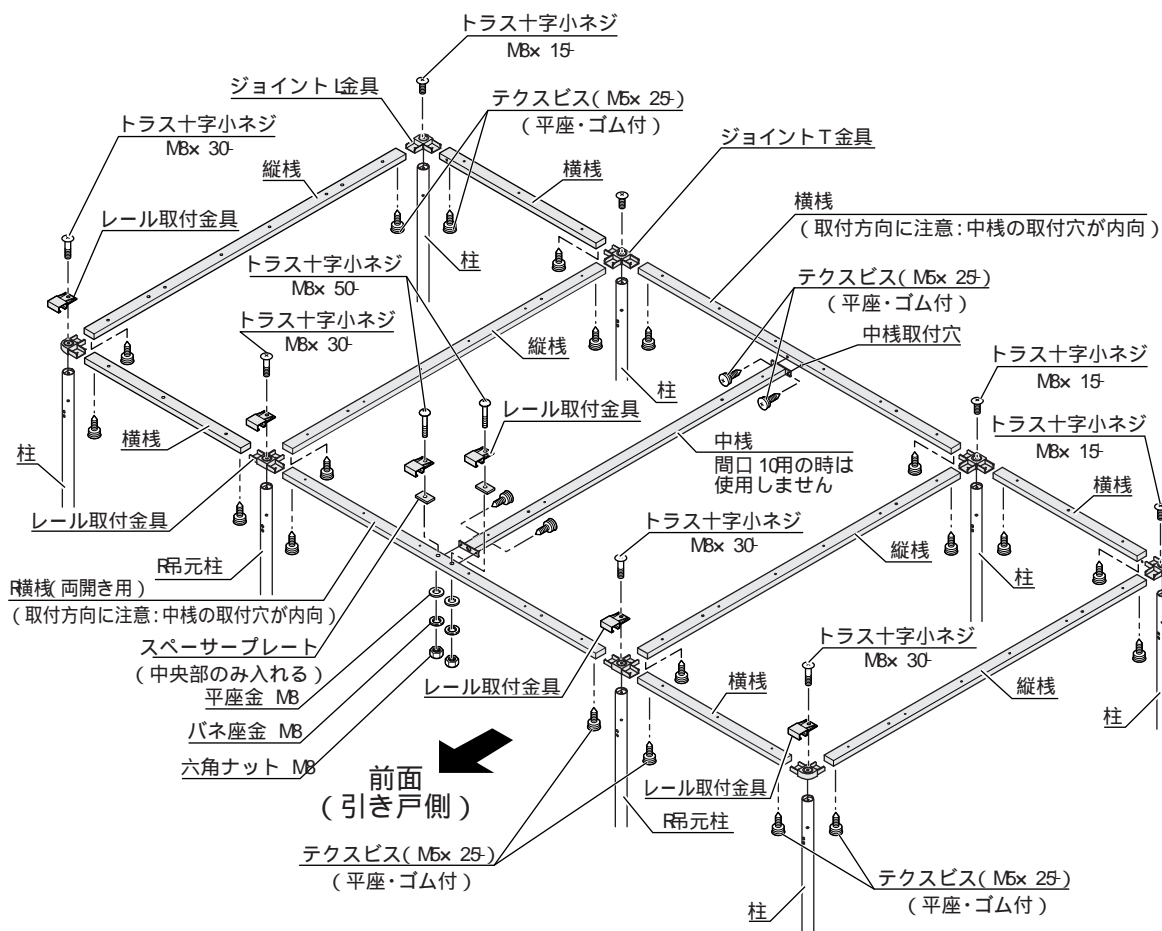 トラス十字小ネジ
M8× 15
ジョイントL金具
テクスビス( M5× 25 )
( 平座・ゴム付 )
トラス十字小ネジ
M8× 30
ジョイントT 金具
縦桟
横桟
横桟
( 取付方向に注意:中桟の取付穴が内向 )
レール取付金具
柱
トラス十字小ネジ
M8× 50
テクスビス( M5× 25 )
( 平座・ゴム付 )
トラス十字小ネジ
M8× 30
中桟取付穴
縦桟
トラス十字小ネジ
M8× 15
柱
レール取付金具
トラス十字小ネジ
M8× 15
横桟
柱
中桟
間口 10用の時は
使用しません
横桟
レール取付金具
トラス十字小ネジ
M8× 30
縦桟
柱
R吊元柱
R横桟( 両開き用 )
( 取付方向に注意:中桟の取付穴が内向 )
スペーサープレート
( 中央部のみ入れる )
トラス十字小ネジ
M8× 30
平座金 M8
レール取付金具
横桟
縦桟
柱
バネ座金 M8
六角ナット M8
前面
( 引き戸側 )
レール取付金具
R吊元柱
テクスビス( M5× 25 )
( 平座・ゴム付 )
テクスビス( M5× 25 )
( 平座・ゴム付 )
柱